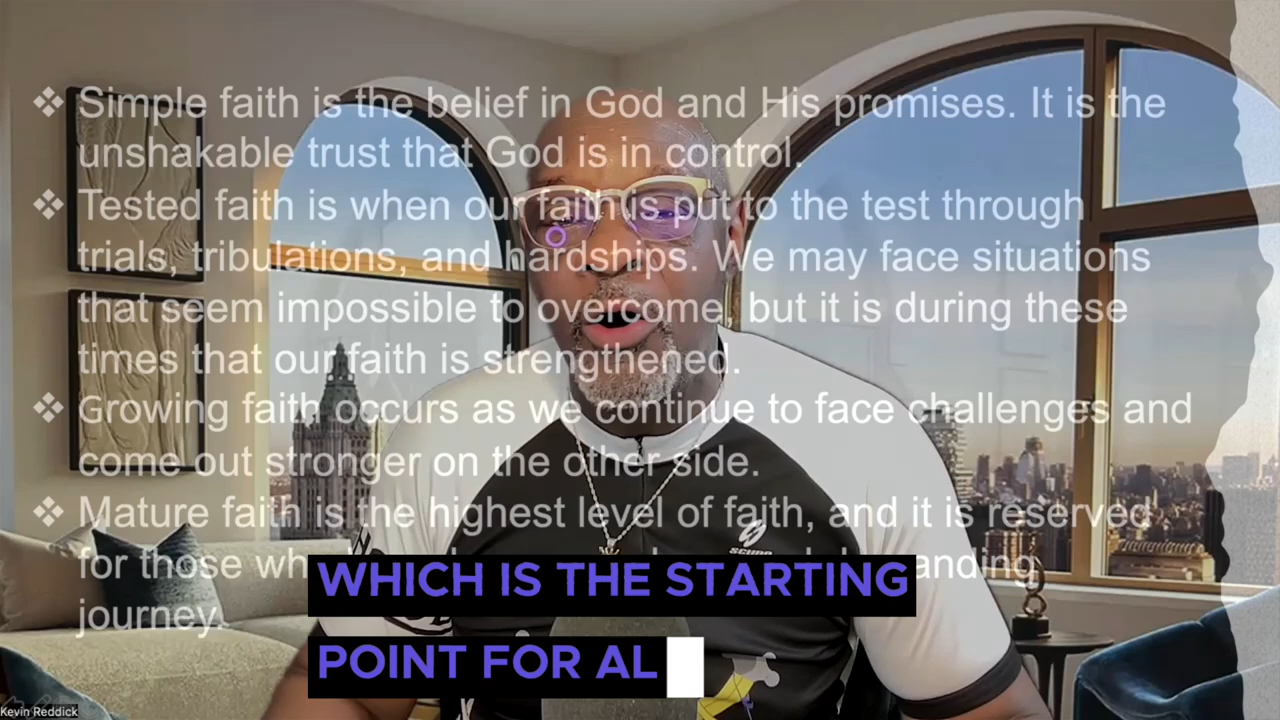 ❖ Simple faith is the belief in God and His promises. It is the
unshakable trust that God is in control.
❖ Tested faith is when our faith is put to the test through
trials, tribulations, and hardships. We may face situations
that seem impossible to overcome, but it is during these
times that our faith is strengthened.
❖ Growing faith occurs as we continue to face challenges and
come out stronger on the other side.
❖ Mature faith is the highest level of faith, and it is reserved
for those
journey.
WHICH IS THE STARTING
POINT FOR AL
SCUDO
Kevin Reddick